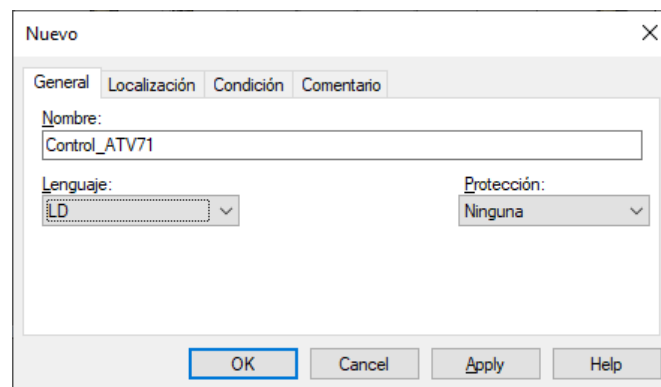 Nuevo
General Localización Condición Comentario
Nombre:
Control_ATV71
Lenguaje: Protección:
LD Ninguna
OK Cancel Apply Help